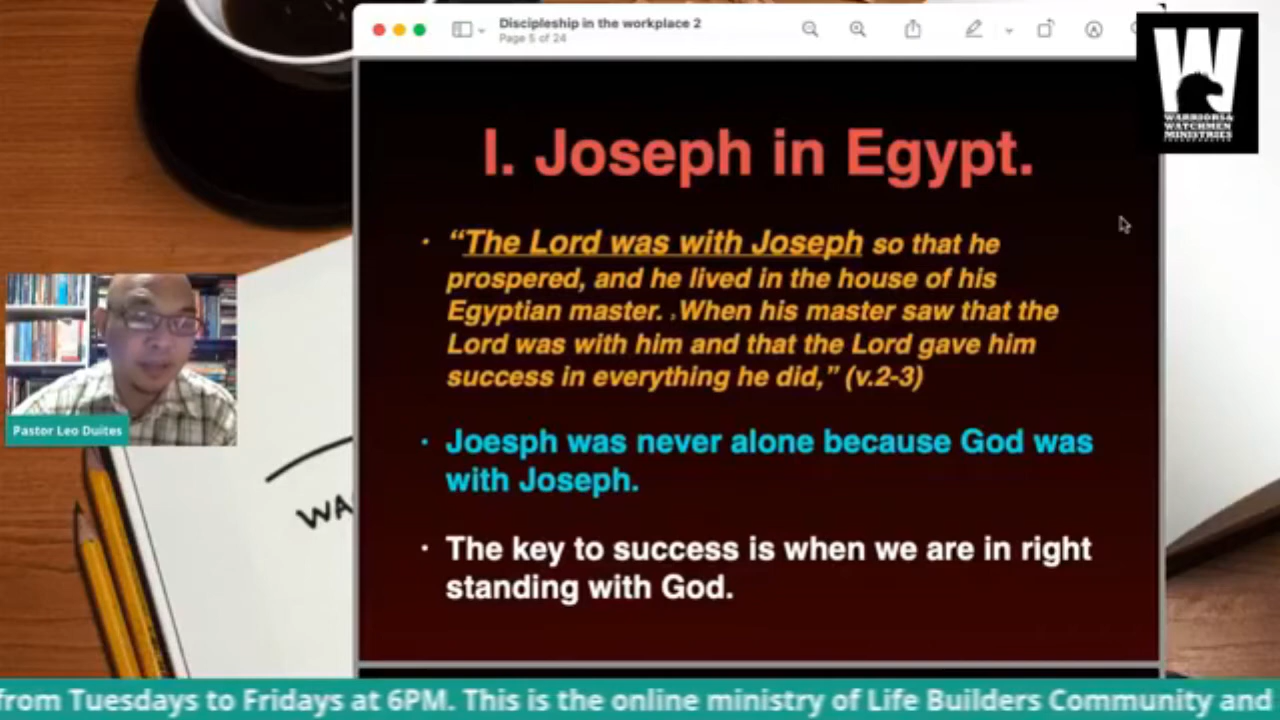 Discipleship in the workplace 2
Page 5 of 24
WARRIORS &
WATCHMEN
MINISTRIES
INCORPORATED
I. Joseph in Egypt.
· “The Lord was with Joseph so that he
prospered, and he lived in the house of his
Egyptian master. When his master saw that the
Lord was with him and that the Lord gave him
success in everything he did,” (v.2-3)
· Joesph was never alone because God was
with Joseph.
· The key to success is when we are in right
standing with God.
Pastor Leo Duites
from Tuesdays to Fridays at 6PM. This is the online ministry of Life Builders Community and